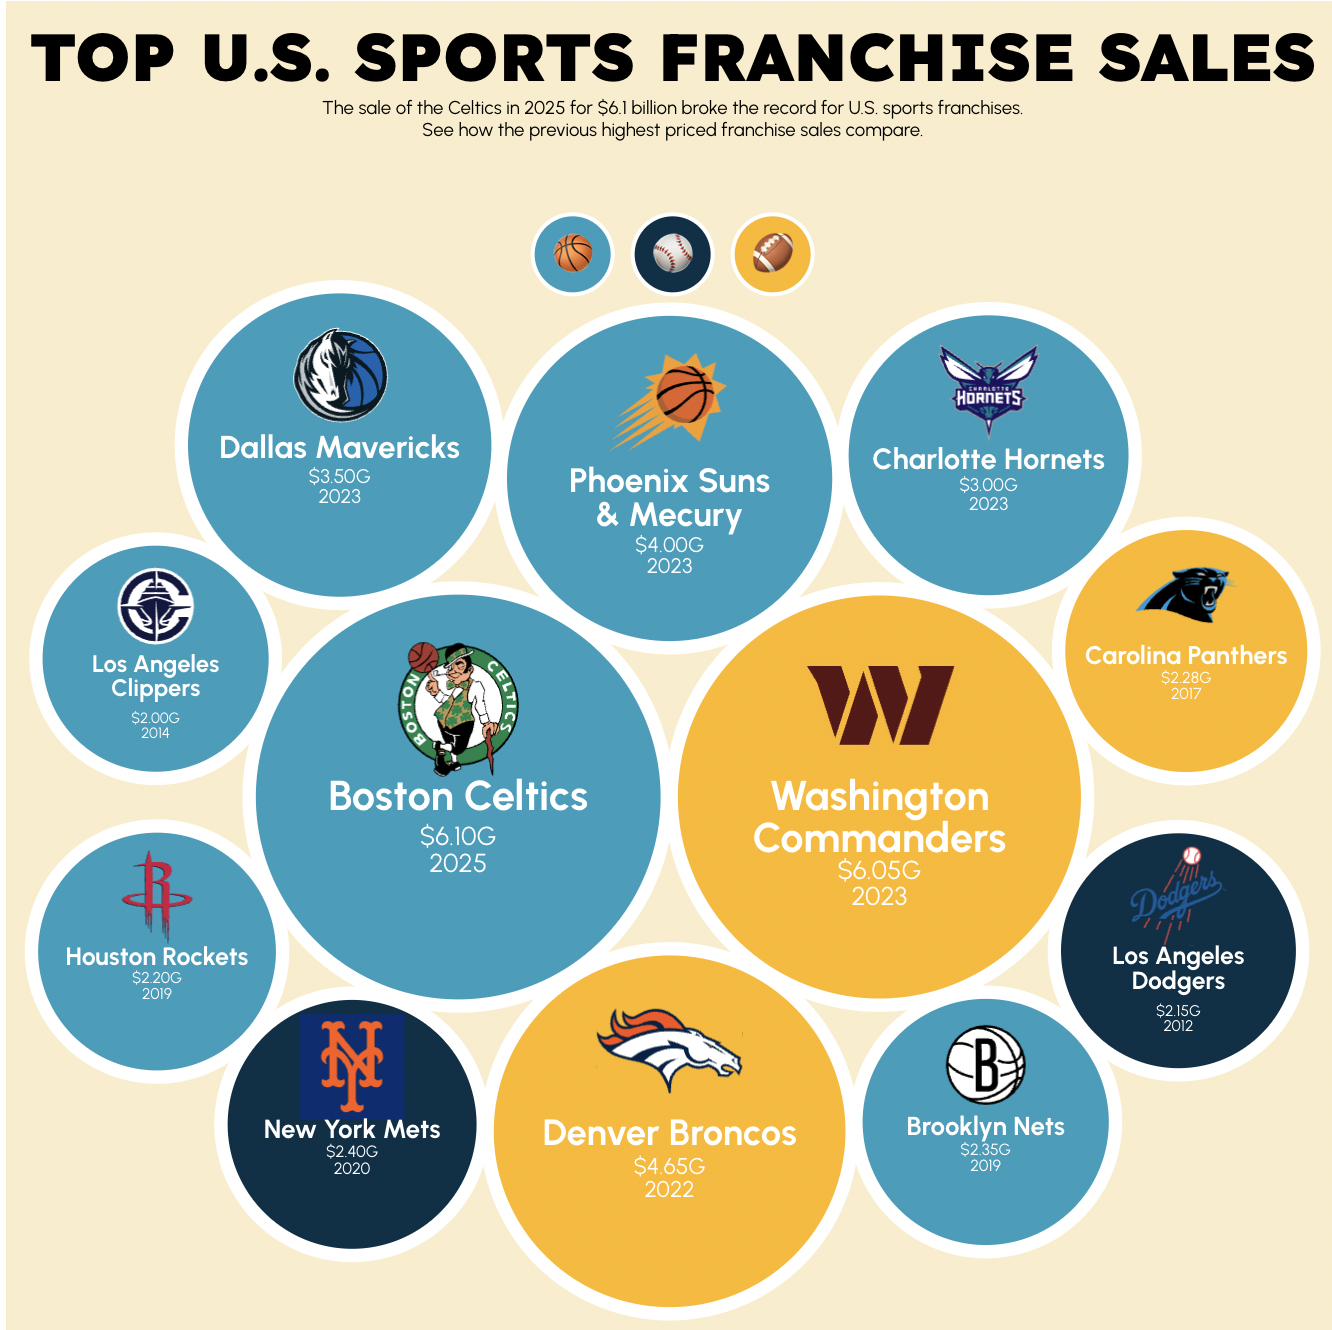 TOP U.S. SPORTS FRANCHISE SALES
The sale of the Celtics in 2025 for $6.1 billion broke the record for U.S. sports franchises.
See how the previous highest priced franchise sales compare.
Dallas Mavericks
$3.50G
2023
Phoenix Suns
& Mecury
$4.00G
2023
CHARLOTTE
HORNETS
Charlotte Hornets
$3.00G
2023
Los Angeles
Clippers
$2.00G
2014
BOSTON CELTICS
Boston Celtics
$6.10G
2025
W
Washington
Commanders
$6.05G
2023
Carolina Panthers
$2.28G
2017
R
Houston Rockets
$2.20G
2019
NY
New York Mets
$2.40G
2020
Denver Broncos
$4.65G
2022
B
Brooklyn Nets
$2.35G
2019
Dodgers
Los Angeles
Dodgers
$2.15G
2012